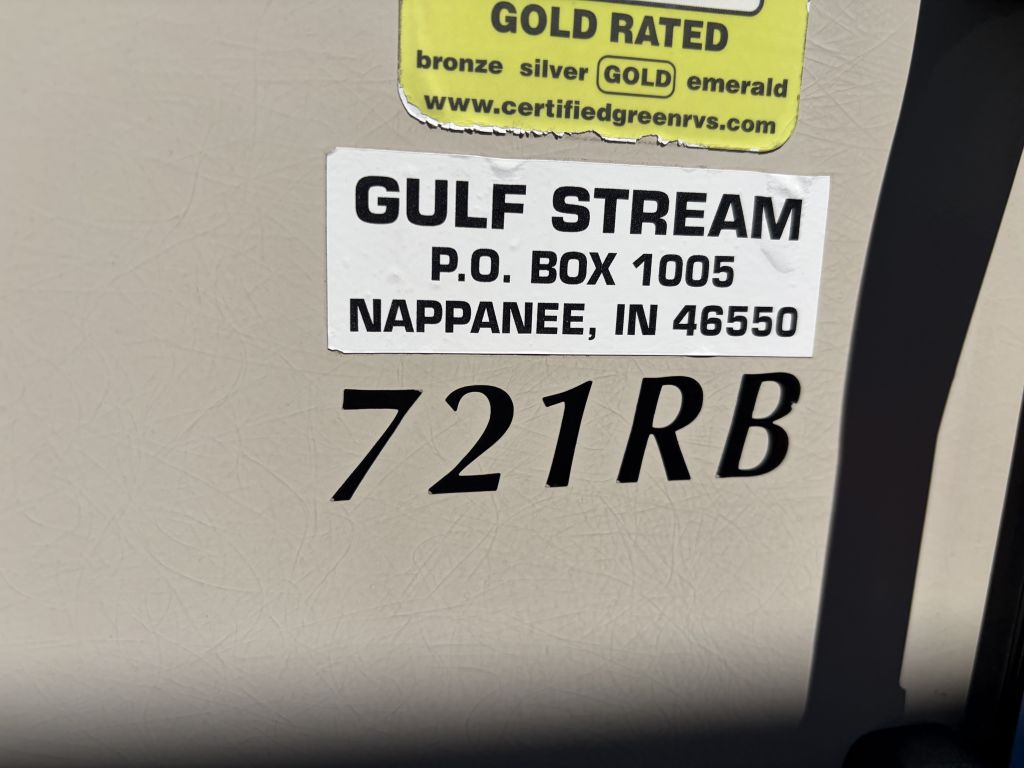 GOLD RATED
bronze silver GOLD emerald
www.certifiedgreenrvs.com
GULF STREAM
P.O. BOX 1005
NAPPANEE, IN 46550
721RB